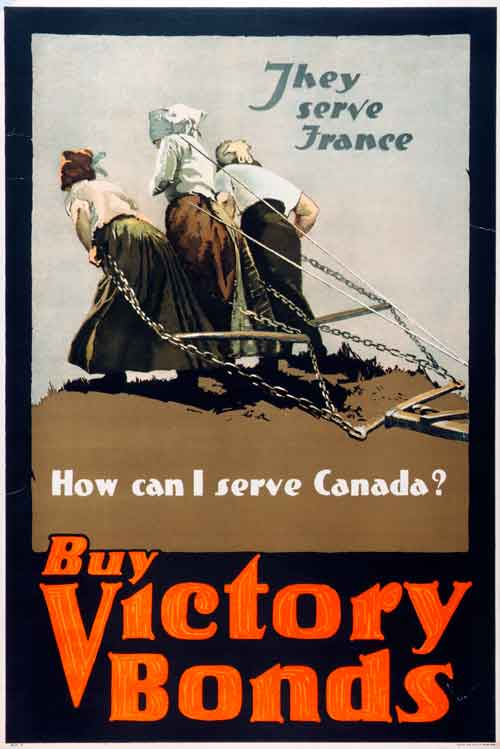 They
serve
France
How can I serve Canada?
Buy
Victory
Bonds